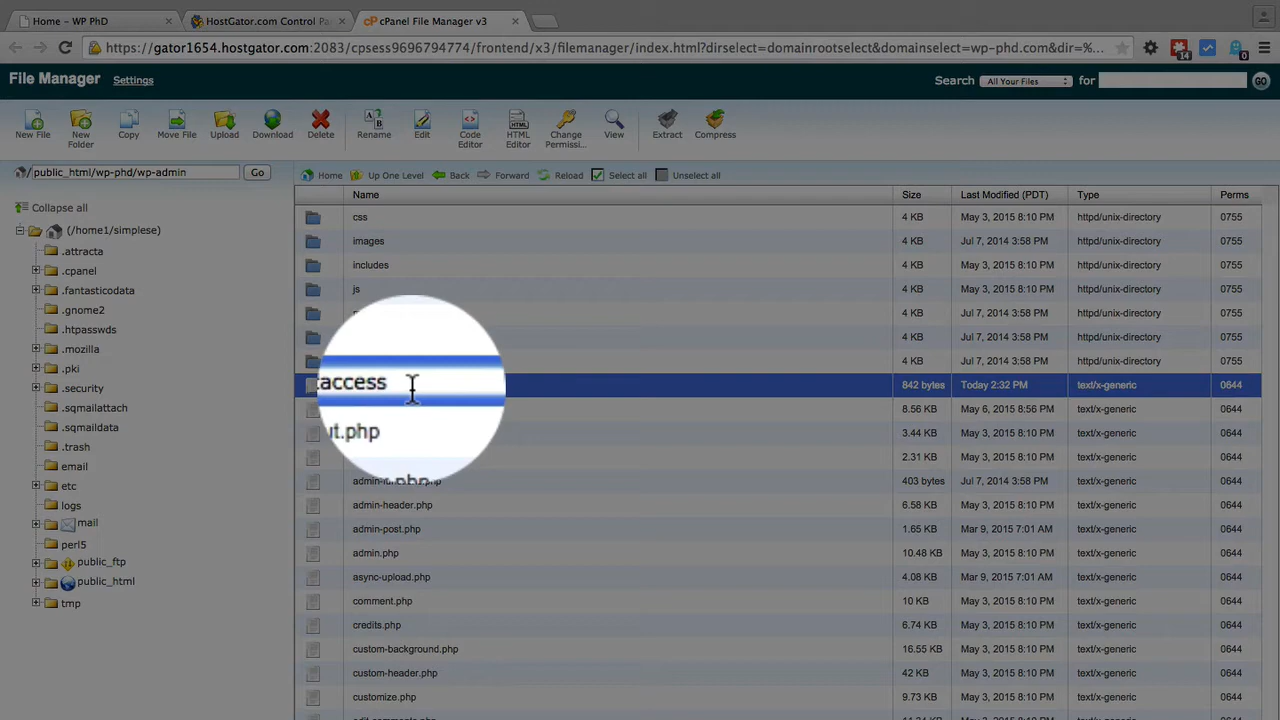 Home – WP PhD
HostGator.com Control Pa
cPanel File Manager v3
https://gator1654.hostgator.com:2083/cpsess9696794774/frontend/x3/filemanager/index.html?dirselect=domainrootselect&domainselect=wp-phd.com&dir=%...
14
0
File Manager
Settings
Search
All Your Files
for
GO
New File
New Folder
Copy
Move File
Upload
Download
Delete
Rename
Edit
Code Editor
HTML Editor
Change Permissi...
View
Extract
Compress
/ public_html/wp-phd/wp-admin
Go
Home
Up One Level
Back
Forward
Reload
Select all
Unselect all
Collapse all
(/home1/simplese)
.attracta
.cpanel
.fantasticodata
.gnome2
.htpasswds
.mozilla
.pki
.security
.sqmailattach
.sqmaildata
.trash
email
etc
logs
mail
perl5
public_ftp
public_html
tmp
Name Size Last Modified (PDT) Type Perms
css 4 KB May 3, 2015 8:10 PM httpd/unix-directory 0755
images 4 KB Jul 7, 2014 3:58 PM httpd/unix-directory 0755
includes 4 KB May 3, 2015 8:10 PM httpd/unix-directory 0755
js 4 KB May 3, 2015 8:10 PM httpd/unix-directory 0755
4 KB Jul 7, 2014 3:58 PM httpd/unix-directory 0755
4 KB Jul 7, 2014 3:58 PM httpd/unix-directory 0755
4 KB Jul 7, 2014 3:58 PM httpd/unix-directory 0755
taccess 842 bytes Today 2:32 PM text/x-generic 0644
8.56 KB May 6, 2015 8:56 PM text/x-generic 0644
ut.php 3.44 KB May 3, 2015 8:10 PM text/x-generic 0644
2.31 KB May 3, 2015 8:10 PM text/x-generic 0644
403 bytes Jul 7, 2014 3:58 PM text/x-generic 0644
admin-header.php 6.58 KB May 3, 2015 8:10 PM text/x-generic 0644
admin-post.php 1.65 KB Mar 9, 2015 7:01 AM text/x-generic 0644
admin.php 10.48 KB May 3, 2015 8:10 PM text/x-generic 0644
async-upload.php 4.08 KB Mar 9, 2015 7:01 AM text/x-generic 0644
comment.php 10 KB May 3, 2015 8:10 PM text/x-generic 0644
credits.php 6.74 KB May 3, 2015 8:10 PM text/x-generic 0644
custom-background.php 16.55 KB May 3, 2015 8:10 PM text/x-generic 0644
custom-header.php 42 KB May 3, 2015 8:10 PM text/x-generic 0644
customize.php 9.73 KB May 3, 2015 8:10 PM text/x-generic 0644